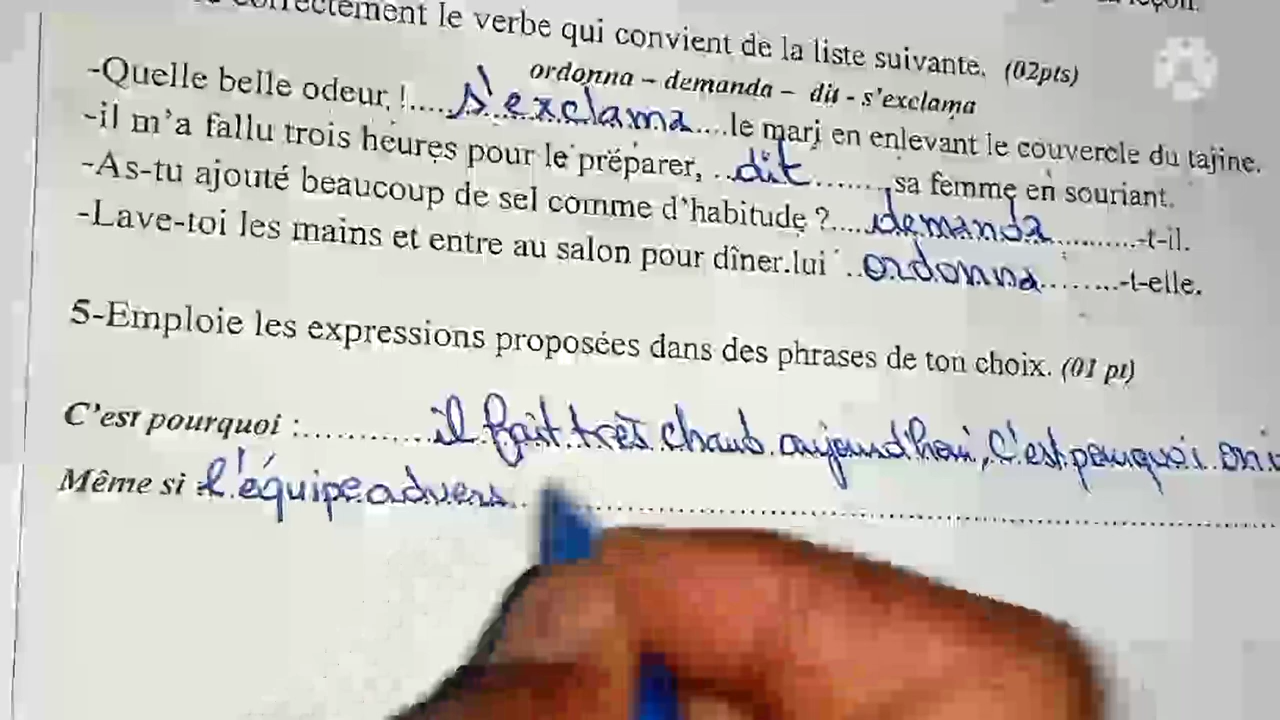 correctement le verbe qui convient de la liste suivante. (02pts)
ordonna – demanda – dit - s'exclama
-Quelle belle odeur !.....s'exclama....le mari en enlevant le couvercle du tajine.
-il m'a fallu trois heures pour le préparer, ..dit........sa femme en souriant.
-As-tu ajouté beaucoup de sel comme d'habitude ?....demanda..........-t-il.
-Lave-toi les mains et entre au salon pour dîner.lui ..ordonna........-t-elle.
5-Emploie les expressions proposées dans des phrases de ton choix. (01 pt)
C'est pourquoi :............il fait très chaud aujourd'hui, c'est pourquoi on
Même si l'équipe advers